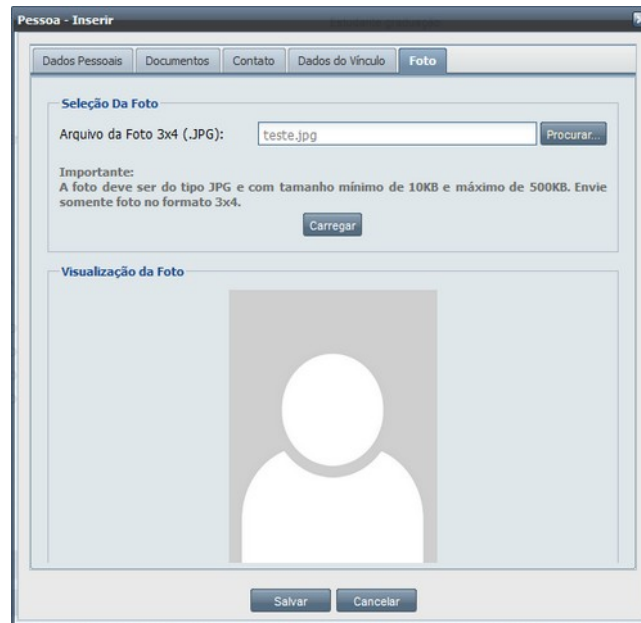 Pessoa - Inserir
Dados Pessoais Documentos Contato Dados do Vínculo Foto
Seleção Da Foto
Arquivo da Foto 3x4 (.JPG): teste.jpg Procurar...
Importante:
A foto deve ser do tipo JPG e com tamanho mínimo de 10KB e máximo de 500KB. Envie
somente foto no formato 3x4.
Carregar
Visualização da Foto
Salvar Cancelar